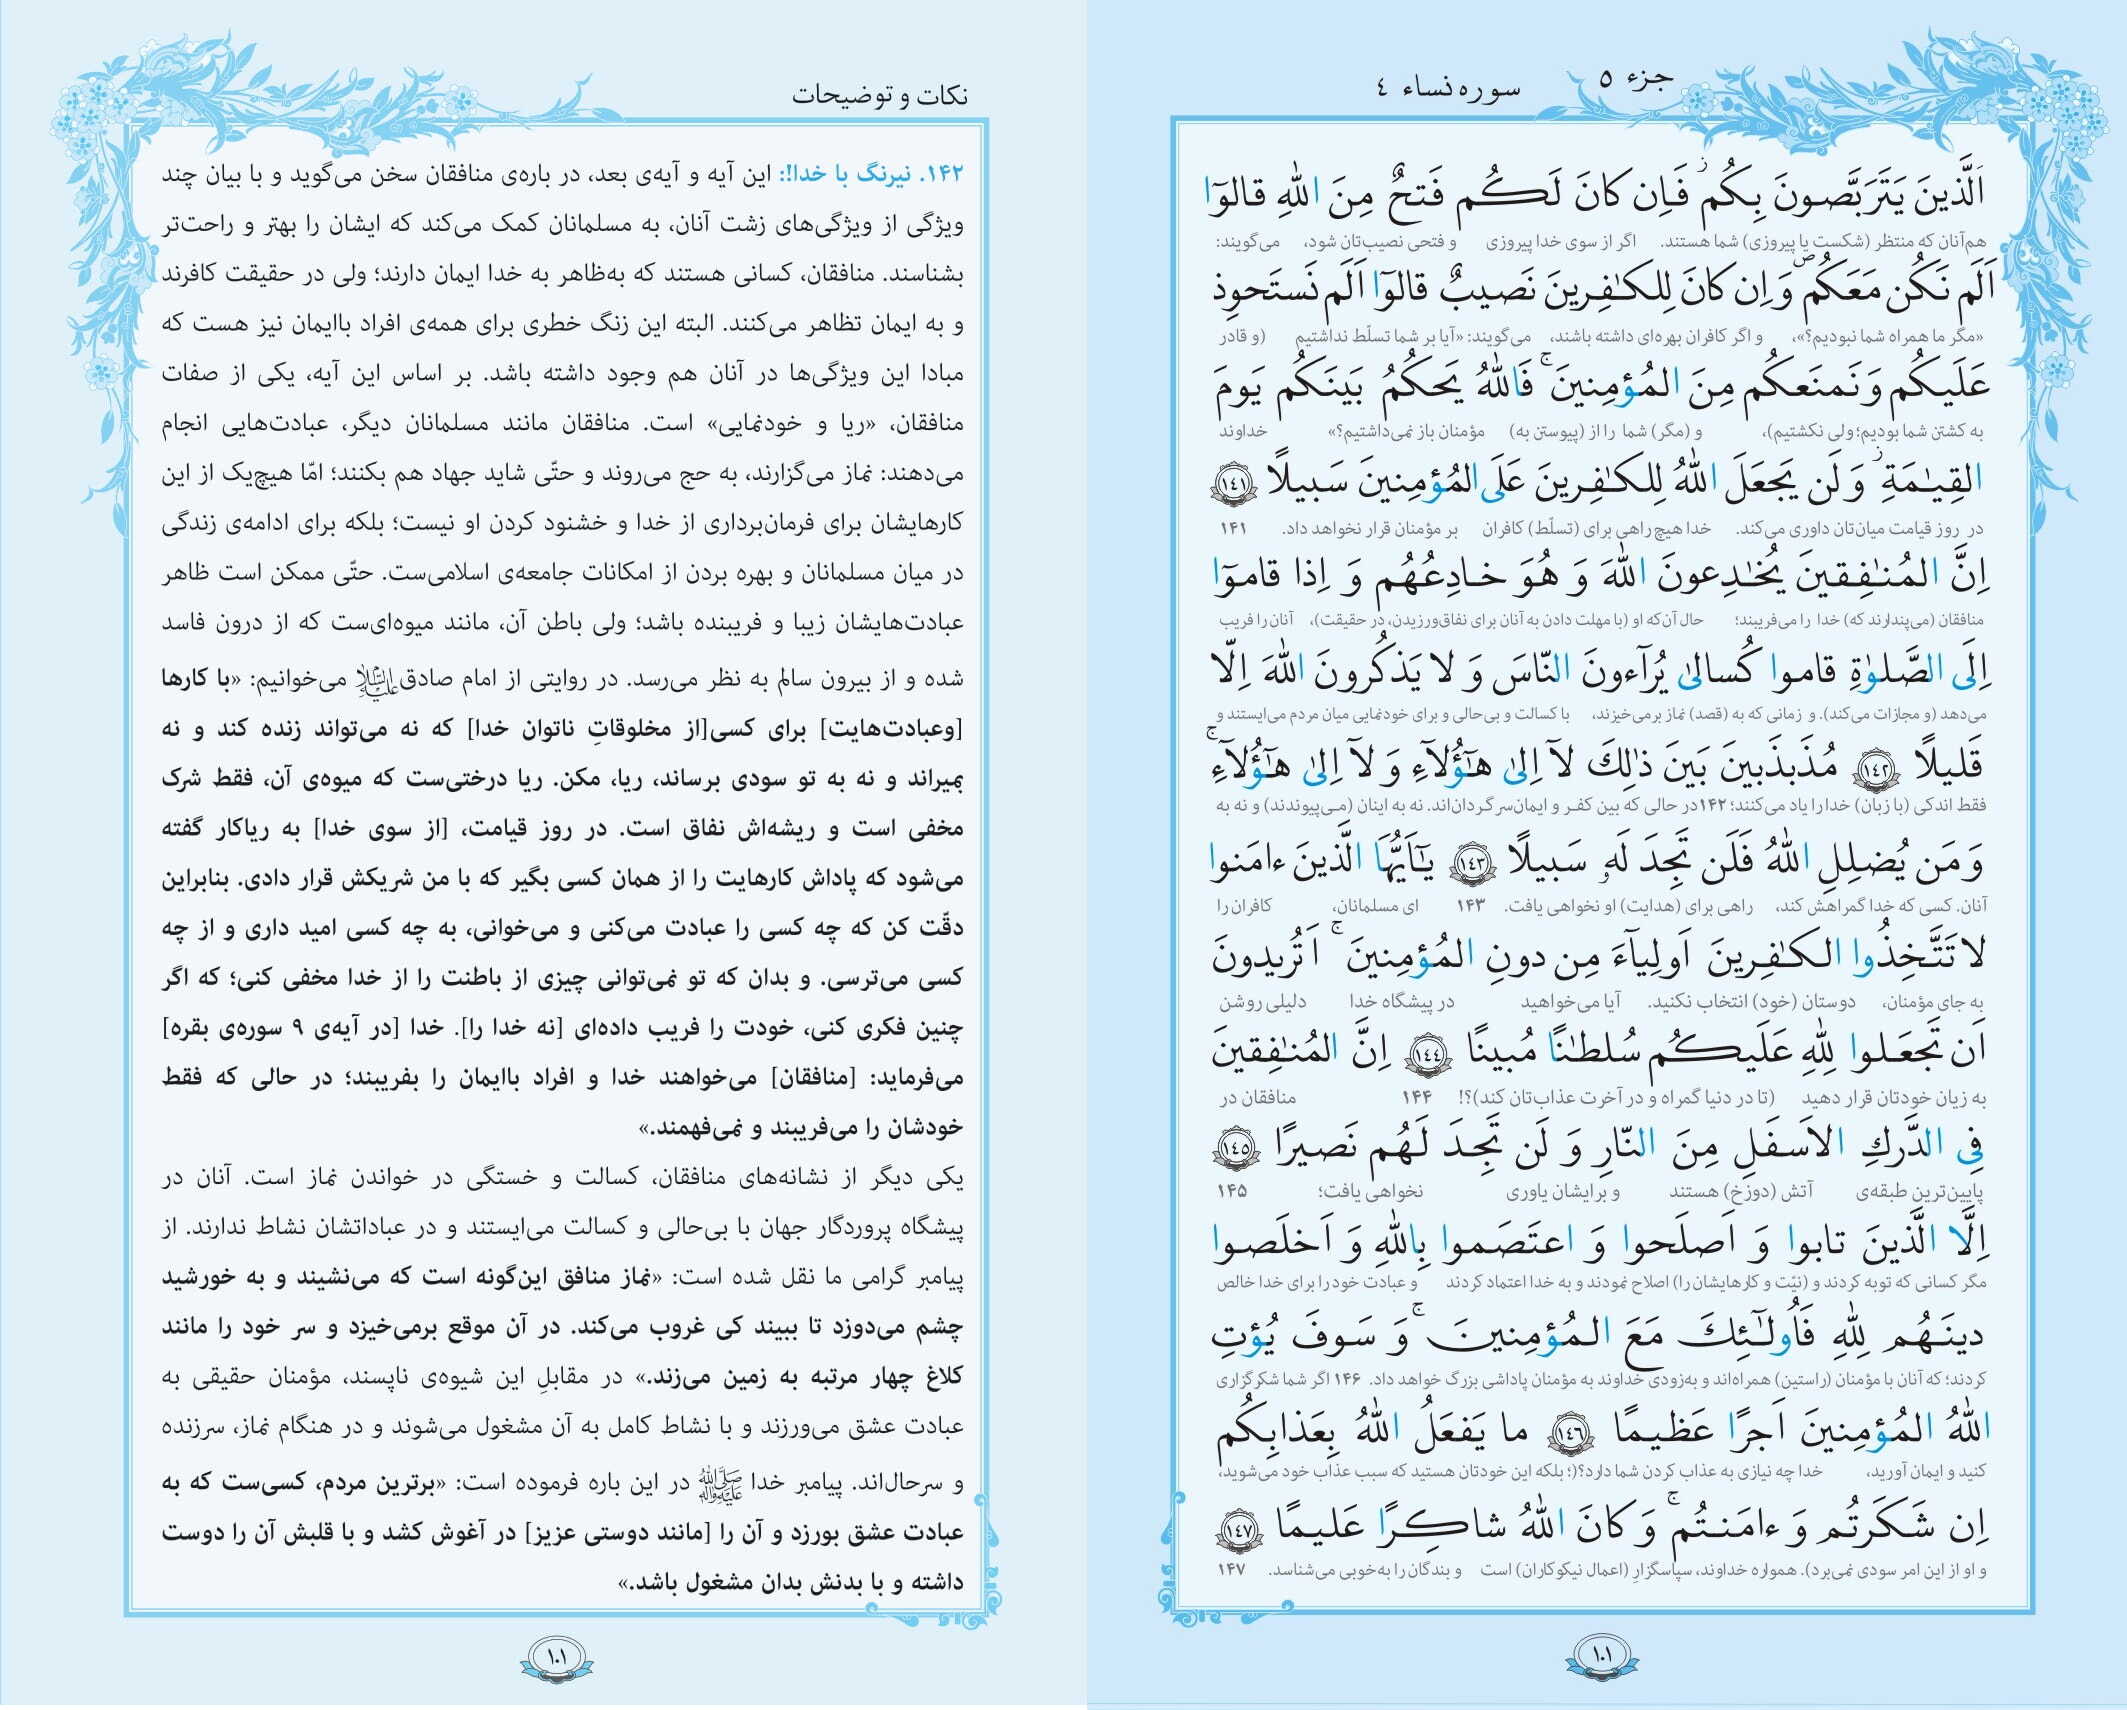 جزء ۵
سوره نساء ٤
اَلَّذينَ يَتَرَبَّصونَ بِكُم ۚ فَاِن كانَ لَكُم فَتحٌ مِنَ اللهِ قالوٓا
هم‌آنان که منتظر (شکست یا پیروزی) شما هستند. اگر از سوی خدا پیروزی و فتحی نصیب‌تان شود، می‌گویند:
اَلَم نَكُن مَعَكُم ۖ وَ اِن كانَ لِلكـٰفِرينَ نَصيبٌ قالوٓا اَلَم نَستَحوِذ
«مگر ما همراه شما نبودیم؟»، و اگر کافران بهره‌ای داشته باشند، می‌گویند: «آیا بر شما تسلّط نداشتیم (و قادر
عَلَيكُم وَ نَمنَعكُم مِنَ المُؤمِنينَ ۚ فَاللهُ يَحكُمُ بَينَكُم يَومَ
به کشتن شما بودیم؛ ولی نکشتیم)، و (مگر) شما را از (پیوستن به) مؤمنان باز نمی‌داشتیم؟» خداوند
القِيـٰمَةِ ۗ وَ لَن يَجعَلَ اللهُ لِلكـٰفِرينَ عَلَى المُؤمِنينَ سَبيلًا ١٤١
در روز قیامت میان‌تان داوری می‌کند. خدا هیچ راهی برای (تسلّط) کافران بر مؤمنان قرار نخواهد داد. ۱۴۱
اِنَّ المُنـٰفِقينَ يُخـٰدِعونَ اللهَ وَ هُوَ خادِعُهُم وَ اِذا قاموٓا
منافقان (می‌پندارند که) خدا را می‌فریبند؛ حال آن‌که او (با مهلت دادن به آنان برای نفاق‌ورزیدن، در حقیقت)، آنان را فریب
اِلَى الصَّلوٰةِ قاموا كُسالىٰ يُرآءونَ النّاسَ وَ لا يَذكُرونَ اللهَ اِلّا
می‌دهد (و مجازات می‌کند). و زمانی که به (قصد) نماز برمی‌خیزند، با کسالت و بی‌حالی و برای خودنمایی میان مردم می‌ایستند و
قَليلًا ١٤٢ مُذَبذَبينَ بَينَ ذٰلِكَ لآ اِلىٰ هـٰٓؤُلآءِ وَ لآ اِلىٰ هـٰٓؤُلآءِ ۚ
فقط اندکی (با زبان) خدا را یاد می‌کنند؛ ۱۴۲ در حالی که بین کفر و ایمان سرگردان‌اند. نه به اینان (می‌پیوندند) و نه به
وَ مَن يُضلِلِ اللهُ فَلَن تَجِدَ لَهٗ سَبيلًا ١٤٣ يـٰٓاَيُّهَا الَّذينَ ءامَنوا
آنان. کسی که خدا گمراهش کند، راهی برای (هدایت) او نخواهی یافت. ۱۴۳ ای مسلمانان، کافران را
لا تَتَّخِذُوا الكـٰفِرينَ اَولِيآءَ مِن دونِ المُؤمِنينَ ۚ اَتُريدونَ
به جای مؤمنان، دوستان (خود) انتخاب نکنید. آیا می‌خواهید در پیشگاه خدا دلیلی روشن
اَن تَجعَلوا لِلّٰهِ عَلَيكُم سُلطـٰنًا مُبينًا ١٤٤ اِنَّ المُنـٰفِقينَ
به زیان خودتان قرار دهید (تا در دنیا گمراه و در آخرت عذاب‌تان کند)؟! ۱۴۴ منافقان در
فِى الدَّركِ الاَسفَلِ مِنَ النّارِ وَ لَن تَجِدَ لَهُم نَصيرًا ١٤٥
پایین‌ترین طبقه‌ی آتش (دوزخ) هستند و برایشان یاوری نخواهی یافت؛ ۱۴۵
اِلَّا الَّذينَ تابوا وَ اَصلَحوا وَ اعتَصَموا بِاللهِ وَ اَخلَصوا
مگر کسانی که توبه کردند و (نیّت و کارهایشان را) اصلاح نمودند و به خدا اعتماد کردند و عبادت خود را برای خدا خالص
دينَهُم لِلّٰهِ فَاُولـٰٓئِكَ مَعَ المُؤمِنينَ ۚ وَ سَوفَ يُؤتِ
کردند؛ که آنان با مؤمنان (راستین) همراه‌اند و به‌زودی خداوند به مؤمنان پاداشی بزرگ خواهد داد. ۱۴۶ اگر شما شکرگزاری
اللهُ المُؤمِنينَ اَجرًا عَظيمًا ١٤٦ ما يَفعَلُ اللهُ بِعَذابِكُم
کنید و ایمان آورید، خدا چه نیازی به عذاب کردن شما دارد؟(؛ بلکه این خودتان هستید که سبب عذاب خود می‌شوید،
اِن شَكَرتُم وَ ءامَنتُم ۚ وَ كانَ اللهُ شاكِرًا عَليمًا ١٤٧
و او از این امر سودی نمی‌برد). همواره خداوند، سپاسگزارِ (اعمال نیکوکاران) است و بندگان را به‌خوبی می‌شناسد. ۱۴۷
۱۰۱
نکات و توضیحات
۱۴۲. نیرنگ با خدا!: این آیه و آیه‌ی بعد، در باره‌ی منافقان سخن می‌گوید و با بیان چند
ویژگی از ویژگی‌های زشت آنان، به مسلمانان کمک می‌کند که ایشان را بهتر و راحت‌تر
بشناسند. منافقان، کسانی هستند که به‌ظاهر به خدا ایمان دارند؛ ولی در حقیقت کافرند
و به ایمان تظاهر می‌کنند. البته این زنگ خطری برای همه‌ی افراد باایمان نیز هست که
مبادا این ویژگی‌ها در آنان هم وجود داشته باشد. بر اساس این آیه، یکی از صفات
منافقان، «ریا و خودنمایی» است. منافقان مانند مسلمانان دیگر، عبادت‌هایی انجام
می‌دهند: نماز می‌گزارند، به حج می‌روند و حتّی شاید جهاد هم بکنند؛ امّا هیچ‌یک از این
کارهایشان برای فرمان‌برداری از خدا و خشنود کردن او نیست؛ بلکه برای ادامه‌ی زندگی
در میان مسلمانان و بهره بردن از امکانات جامعه‌ی اسلامی‌ست. حتّی ممکن است ظاهر
عبادت‌هایشان زیبا و فریبنده باشد؛ ولی باطن آن، مانند میوه‌ای‌ست که از درون فاسد
شده و از بیرون سالم به نظر می‌رسد. در روایتی از امام صادق علیه‌السلام می‌خوانیم: «با کارها
[وعبادت‌هایت] برای کسی[از مخلوقاتِ ناتوان خدا] که نه می‌تواند زنده کند و نه
بمیراند و نه به تو سودی برساند، ریا، مکن. ریا درختی‌ست که میوه‌ی آن، فقط شرک
مخفی است و ریشه‌اش نفاق است. در روز قیامت، [از سوی خدا] به ریاکار گفته
می‌شود که پاداش کارهایت را از همان کسی بگیر که با من شریکش قرار دادی. بنابراین
دقّت کن که چه کسی را عبادت می‌کنی و می‌خوانی، به چه کسی امید داری و از چه
کسی می‌ترسی. و بدان که تو نمی‌توانی چیزی از باطنت را از خدا مخفی کنی؛ که اگر
چنین فکری کنی، خودت را فریب داده‌ای [نه خدا را]. خدا [در آیه‌ی ۹ سوره‌ی بقره]
می‌فرماید: [منافقان] می‌خواهند خدا و افراد باایمان را بفریبند؛ در حالی که فقط
خودشان را می‌فریبند و نمی‌فهمند.»
یکی دیگر از نشانه‌های منافقان، کسالت و خستگی در خواندن نماز است. آنان در
پیشگاه پروردگار جهان با بی‌حالی و کسالت می‌ایستند و در عباداتشان نشاط ندارند. از
پیامبر گرامی ما نقل شده است: «نماز منافق این‌گونه است که می‌نشیند و به خورشید
چشم می‌دوزد تا ببیند کی غروب می‌کند. در آن موقع برمی‌خیزد و سر خود را مانند
کلاغ چهار مرتبه به زمین می‌زند.» در مقابلِ این شیوه‌ی ناپسند، مؤمنان حقیقی به
عبادت عشق می‌ورزند و با نشاط کامل به آن مشغول می‌شوند و در هنگام نماز، سرزنده
و سرحال‌اند. پیامبر خدا صلی‌الله‌علیه‌وآله در این باره فرموده است: «برترین مردم، کسی‌ست که به
عبادت عشق بورزد و آن را [مانند دوستی عزیز] در آغوش کشد و با قلبش آن را دوست
داشته و با بدنش بدان مشغول باشد.»
۱۰۱